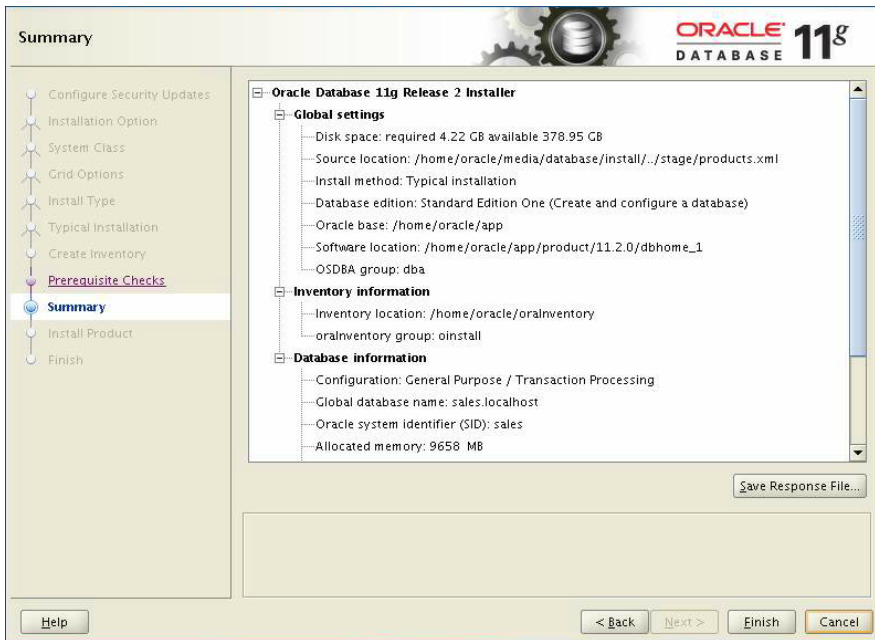 Summary
ORACLE
DATABASE
11g
Configure Security Updates
Installation Option
System Class
Grid Options
Install Type
Typical Installation
Create Inventory
Prerequisite Checks
Summary
Install Product
Finish
Oracle Database 11g Release 2 Installer
Global settings
Disk space: required 4.22 GB available 378.95 GB
Source location: /home/oracle/media/database/install/../stage/products.xml
Install method: Typical installation
Database edition: Standard Edition One (Create and configure a database)
Oracle base: /home/oracle/app
Software location: /home/oracle/app/product/11.2.0/dbhome_1
OSDBA group: dba
Inventory information
Inventory location: /home/oracle/oraInventory
oraInventory group: oinstall
Database information
Configuration: General Purpose / Transaction Processing
Global database name: sales.localhost
Oracle system identifier (SID): sales
Allocated memory: 9658 MB
Save Response File...
Help
< Back
Next >
Finish
Cancel